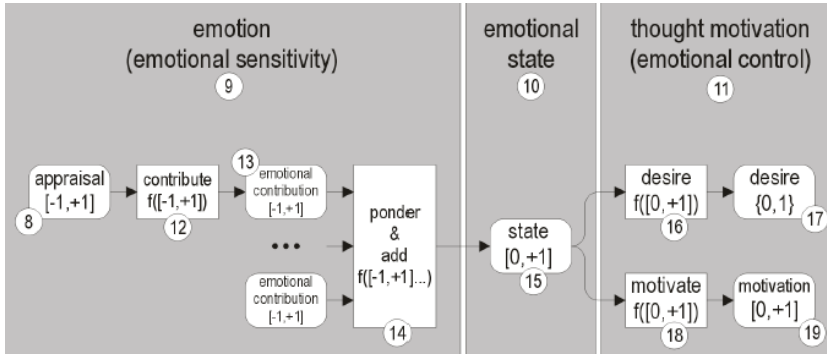 emotion
(emotional sensitivity)
9
emotional
state
10
thought motivation
(emotional control)
11
appraisal
[-1,+1]
8
contribute
f([-1,+1])
12
13
emotional
contribution
[-1,+1]
•••
emotional
contribution
[-1,+1]
ponder
&
add
f([-1,+1]...)
14
state
[0,+1]
15
desire
f([0,+1])
16
desire
{0,1}
17
motivate
f([0,+1])
18
motivation
[0,+1]
19